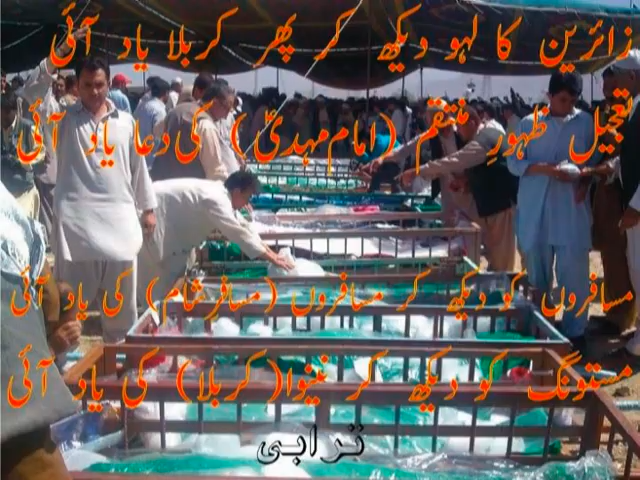 زائرین کا لہو دیکھ کر پھر کربلا یاد آئی
تعجیل ظہورِ منتقم (امام مہدیؑ) کی دعا یاد آئی
مسافروں کو دیکھ کر مسافروں (مسافر شام) کی یاد آئی
مستونگ کو دیکھ کر نینوا (کربلا) کی یاد آئی
ترابی